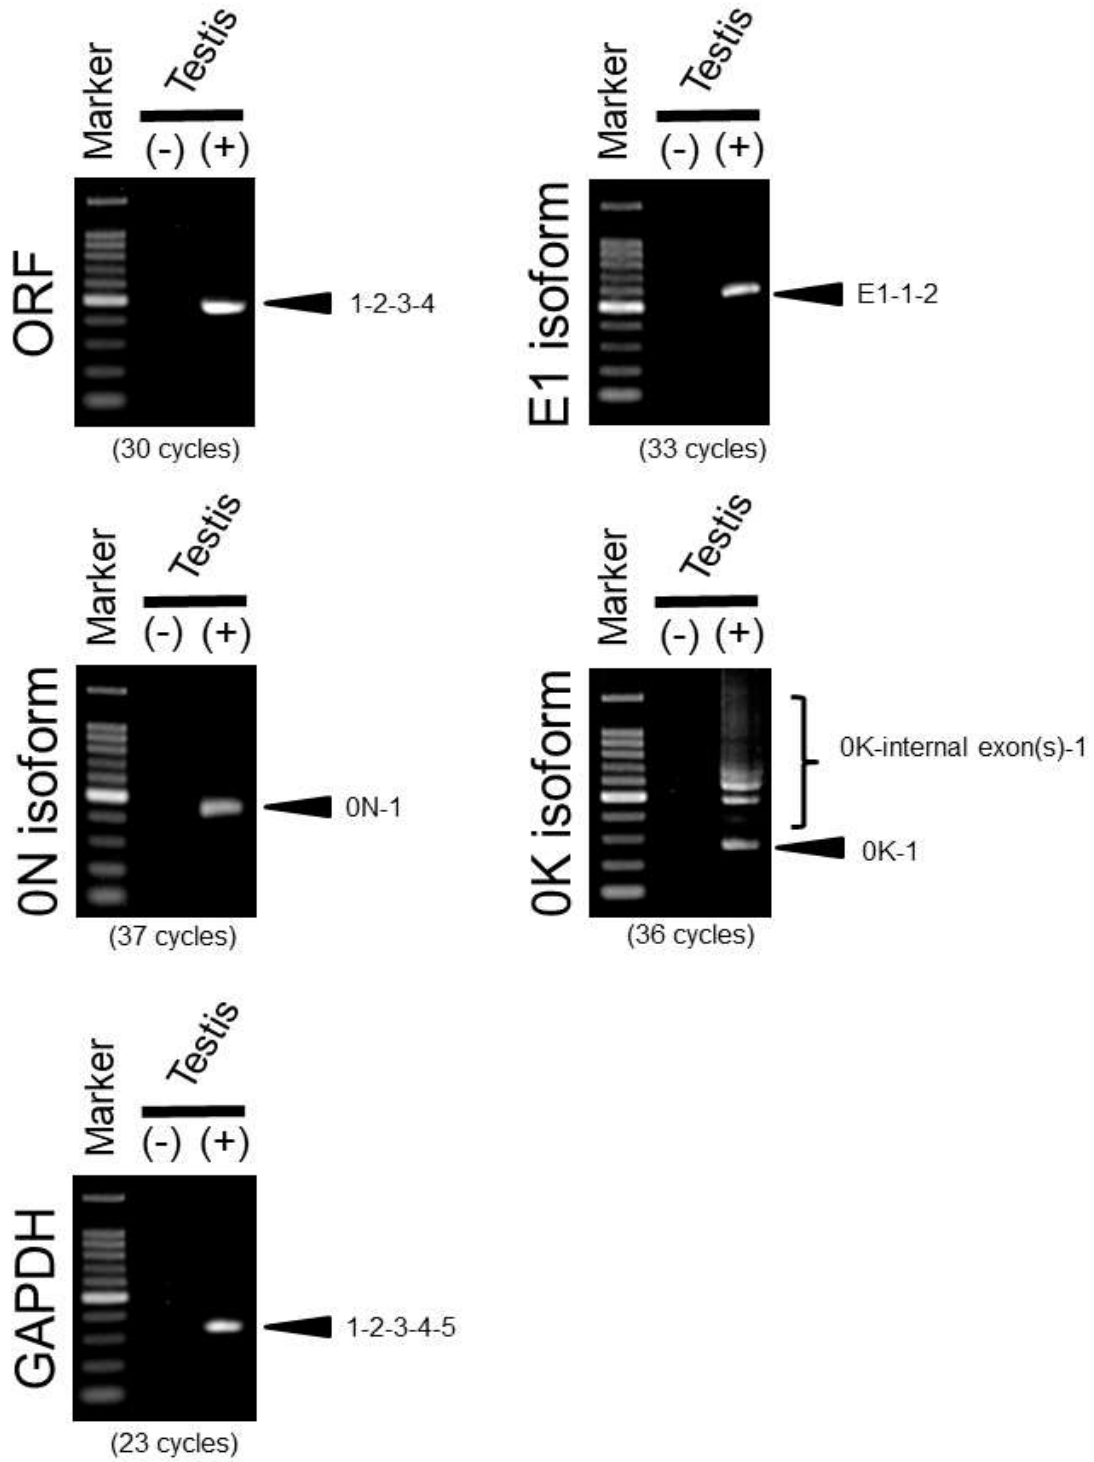 Marker
Testis
(-) (+)
ORF
1-2-3-4
(30 cycles)
Marker
Testis
(-) (+)
E1 isoform
E1-1-2
(33 cycles)
Marker
Testis
(-) (+)
0N isoform
0N-1
(37 cycles)
Marker
Testis
(-) (+)
0K isoform
0K-internal exon(s)-1
0K-1
(36 cycles)
Marker
Testis
(-) (+)
GAPDH
1-2-3-4-5
(23 cycles)